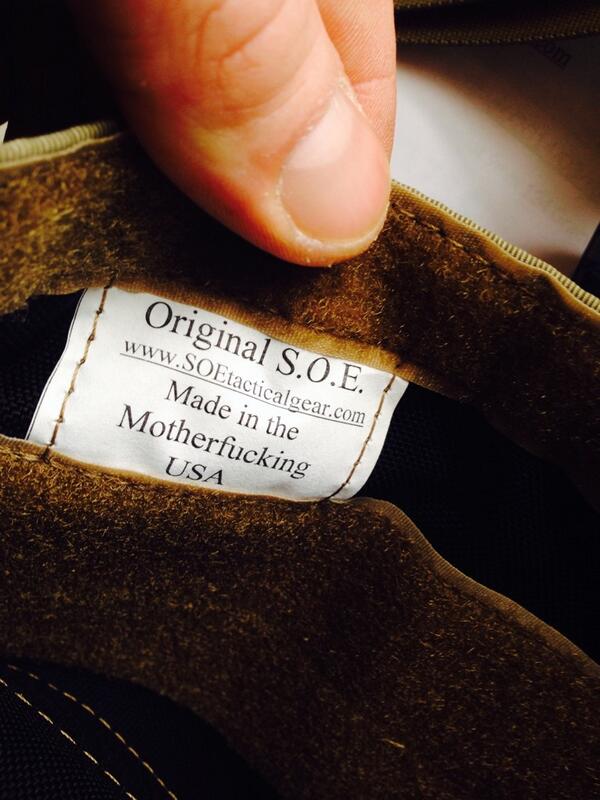 Original S.O.E.
www.SOEtacticalgear.com
Made in the
Motherfucking
USA